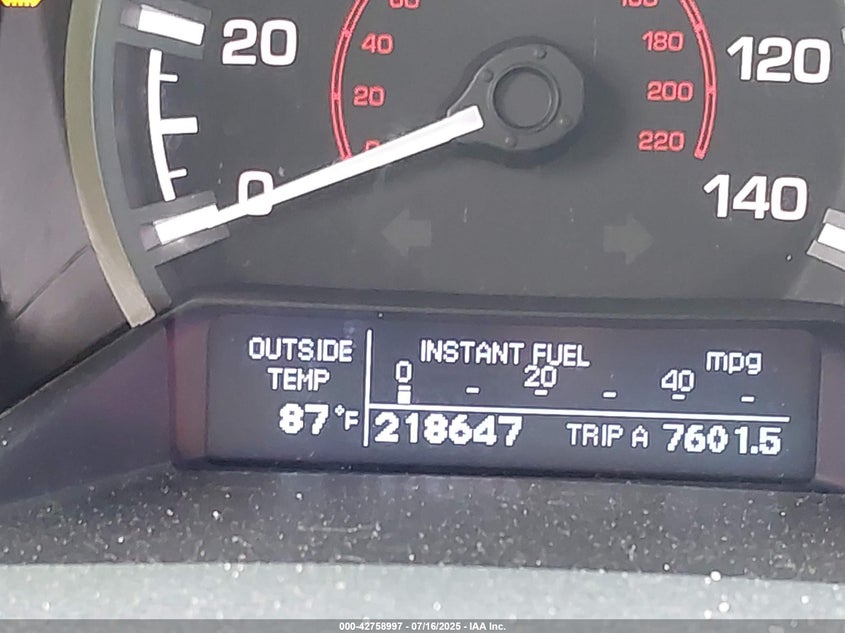 20
40
20
0
180
200
220
120
140
0
OUTSIDE TEMP
87°F
INSTANT FUEL mpg
0 - 20 - 40 -
218647 TRIP A 7601.5
000-42758997 - 07/16/2025 - IAA Inc.